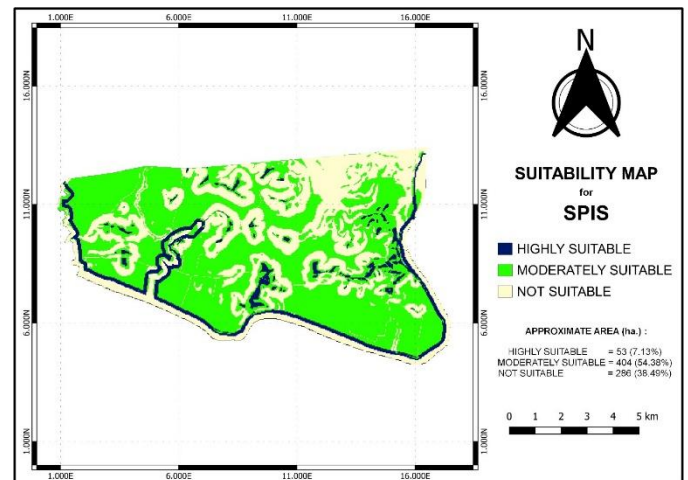 1.000E 6.000E 11.000E 16.000E
16.000N 16.000N
11.000N 11.000N
6.000N 6.000N
1.000N 1.000N
1.000E 6.000E 11.000E 16.000E
N
SUITABILITY MAP
for
SPIS
HIGHLY SUITABLE
MODERATELY SUITABLE
NOT SUITABLE
APPROXIMATE AREA (ha.) :
HIGHLY SUITABLE = 53 (7.13%)
MODERATELY SUITABLE = 404 (54.38%)
NOT SUITABLE = 286 (38.49%)
0 1 2 3 4 5 km